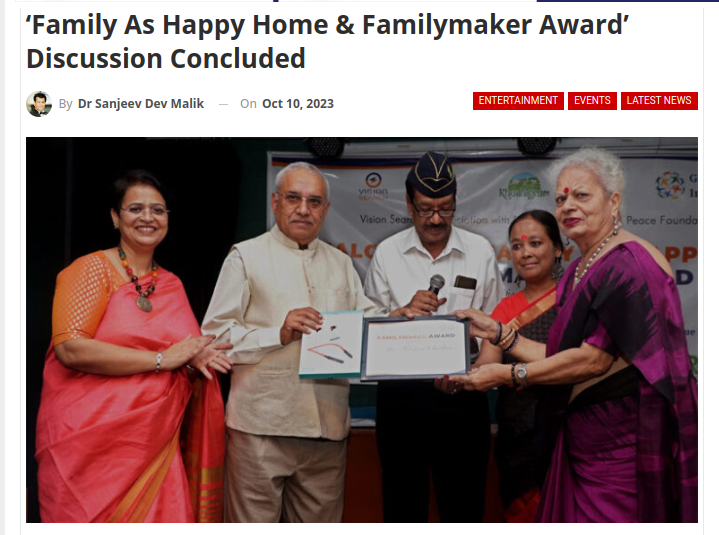 ‘Family As Happy Home & Familymaker Award’
Discussion Concluded
By Dr Sanjeev Dev Malik — On Oct 10, 2023
ENTERTAINMENT EVENTS LATEST NEWS
VISION
Vision
Peace Founda
FAMILYMAKER AWARD